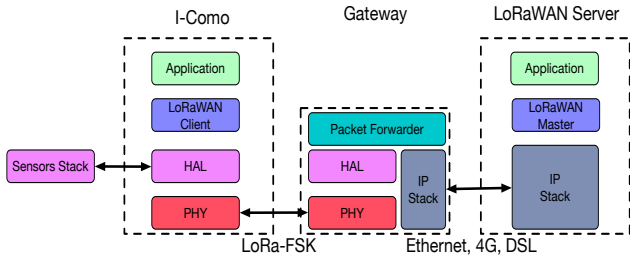 I-Como
Gateway
LoRaWAN Server
Application
Application
LoRaWAN
Client
LoRaWAN
Master
Packet Forwarder
Sensors Stack
HAL
HAL
IP
Stack
IP
Stack
PHY
PHY
LoRa-FSK
Ethernet, 4G, DSL